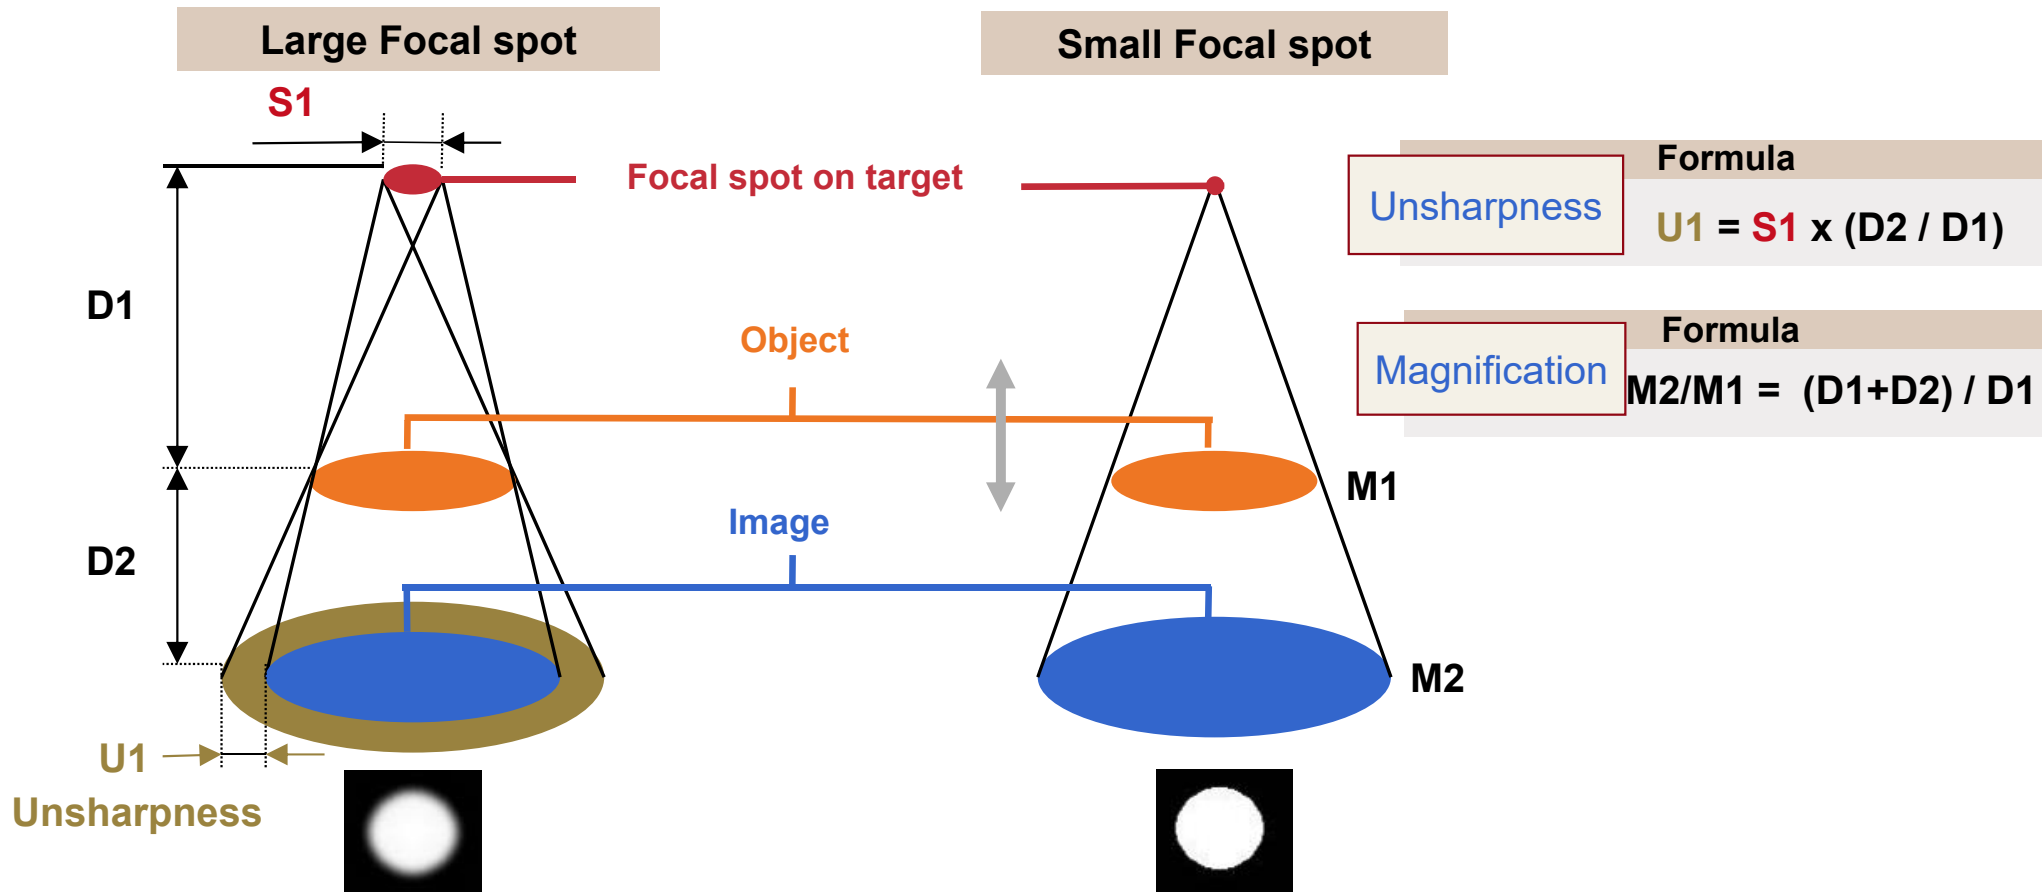 Large Focal spot
Small Focal spot
S1
Focal spot on target
Formula
Unsharpness
U1 = S1 x (D2 / D1)
D1
Object
Formula
Magnification
M2/M1 = (D1+D2) / D1
M1
Image
D2
M2
U1
Unsharpness